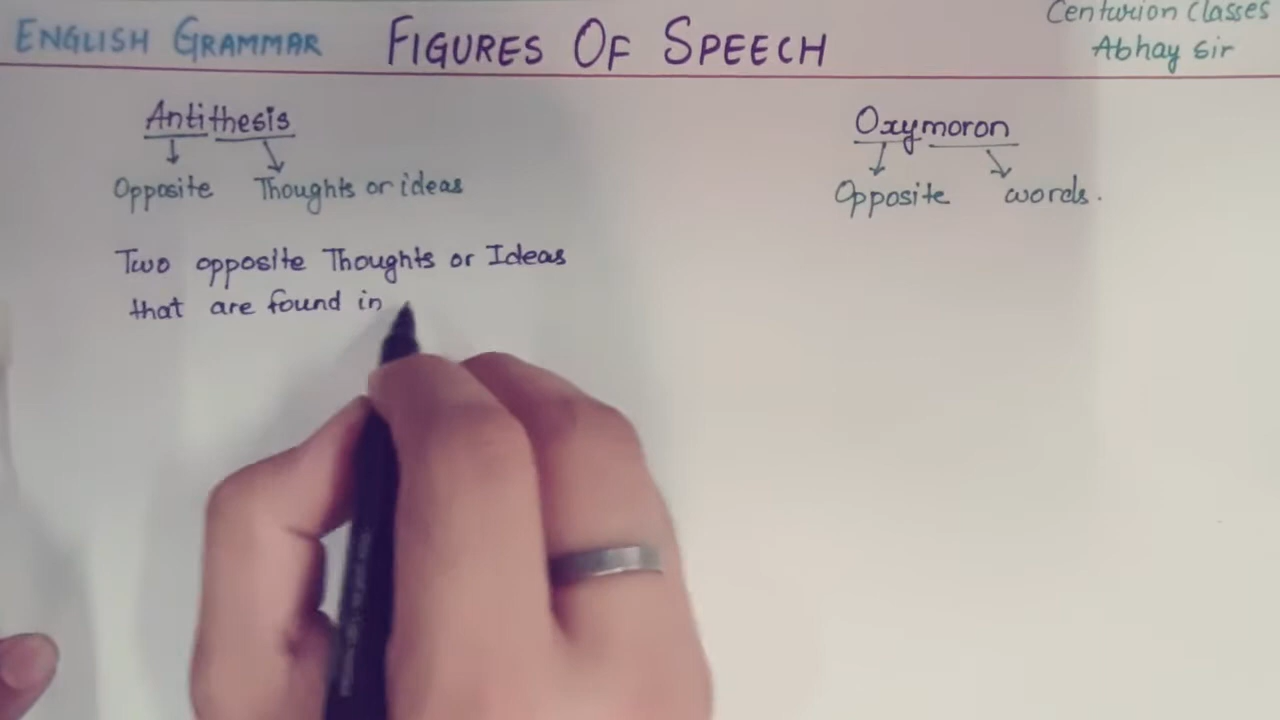 ENGLISH GRAMMAR FIGURES OF SPEECH
Centurion Classes
Abhay Sir
Antithesis
Opposite Thoughts or ideas
Two opposite Thoughts or Ideas
that are found in
Oxymoron
Opposite words.